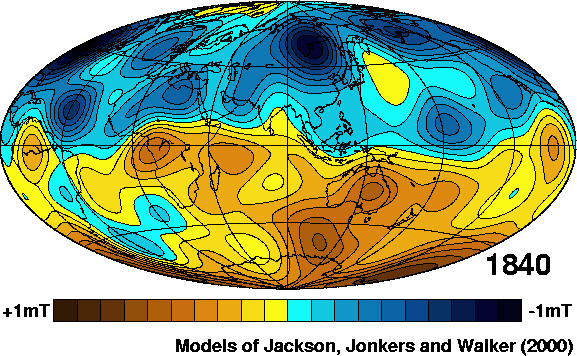 1840
+1mT -1mT
Models of Jackson, Jonkers and Walker (2000)